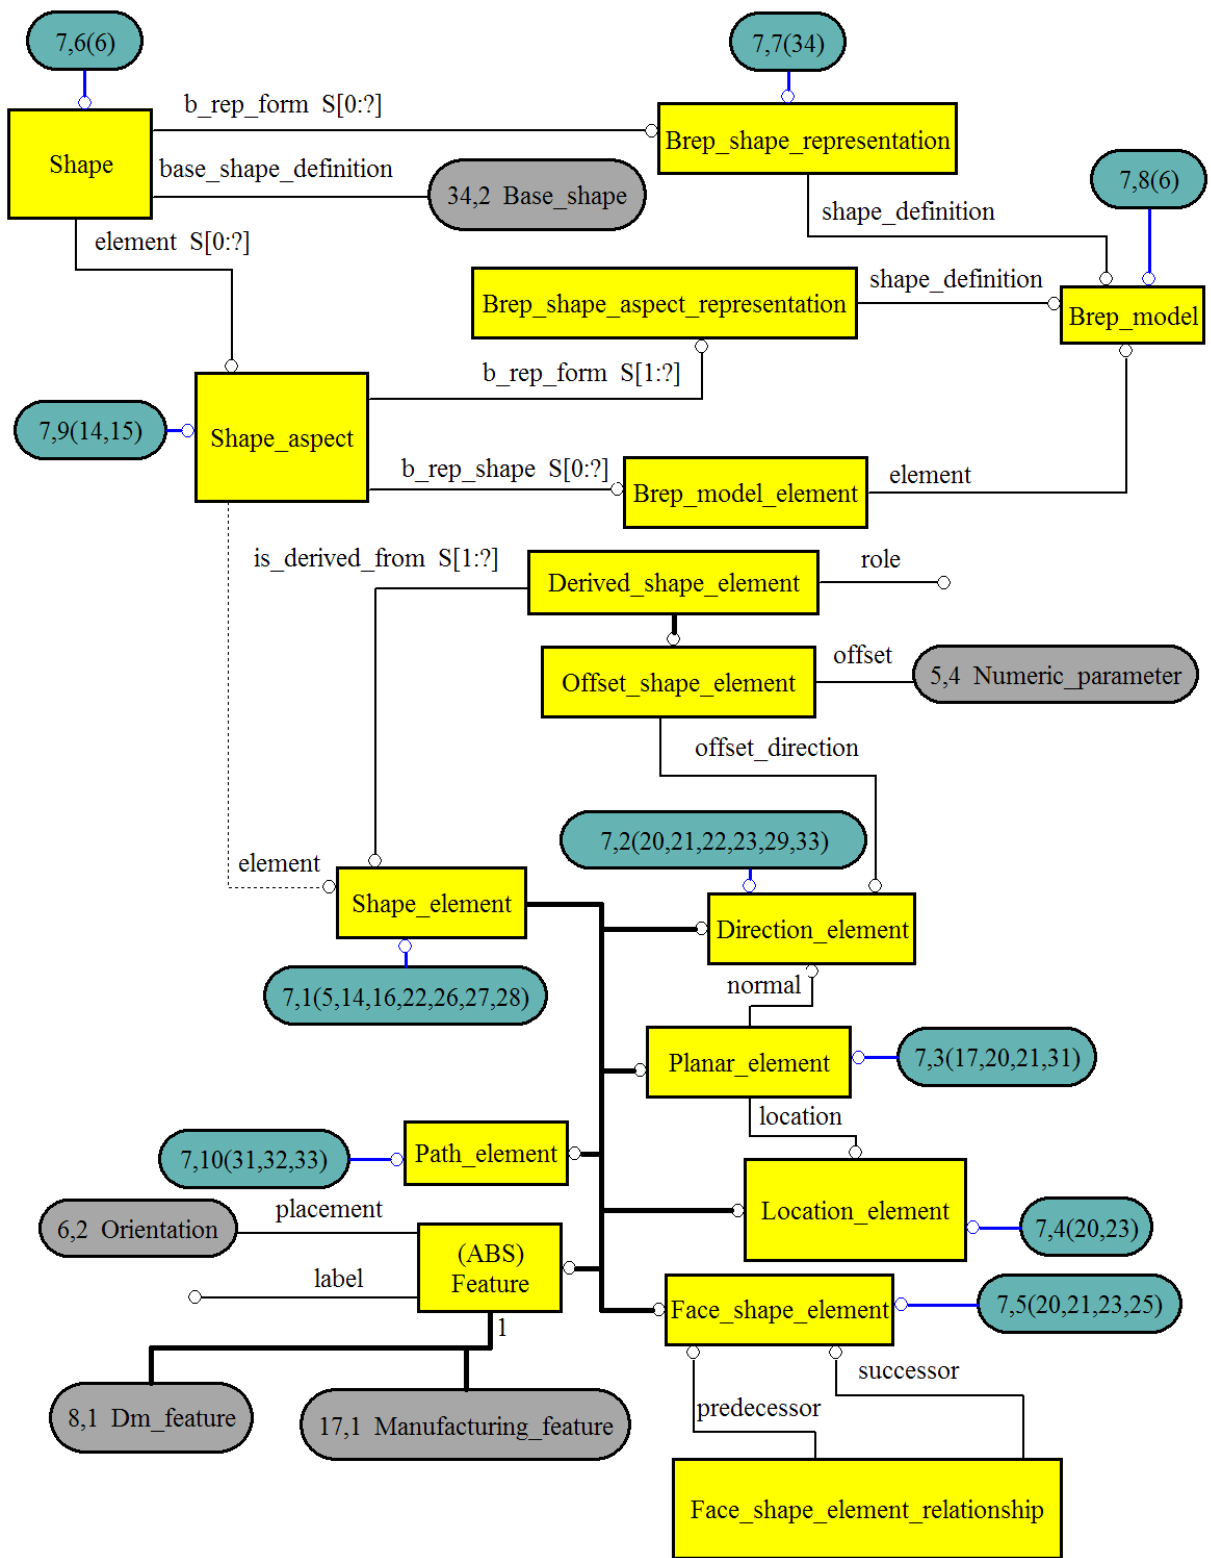 7,6(6)
7,7(34)
b_rep_form S[0:?]
Shape
Brep_shape_representation
base_shape_definition
34,2 Base_shape
7,8(6)
shape_definition
element S[0:?]
Brep_shape_aspect_representation
shape_definition
Brep_model
b_rep_form S[1:?]
7,9(14,15)
Shape_aspect
b_rep_shape S[0:?]
Brep_model_element
element
is_derived_from S[1:?]
Derived_shape_element
role
Offset_shape_element
offset
5,4 Numeric_parameter
offset_direction
7,2(20,21,22,23,29,33)
element
Shape_element
Direction_element
7,1(5,14,16,22,26,27,28)
normal
Planar_element
7,3(17,20,21,31)
location
7,10(31,32,33)
Path_element
placement
6,2 Orientation
Location_element
7,4(20,23)
(ABS)
Feature
label
Face_shape_element
7,5(20,21,23,25)
1
successor
predecessor
8,1 Dm_feature
17,1 Manufacturing_feature
Face_shape_element_relationship